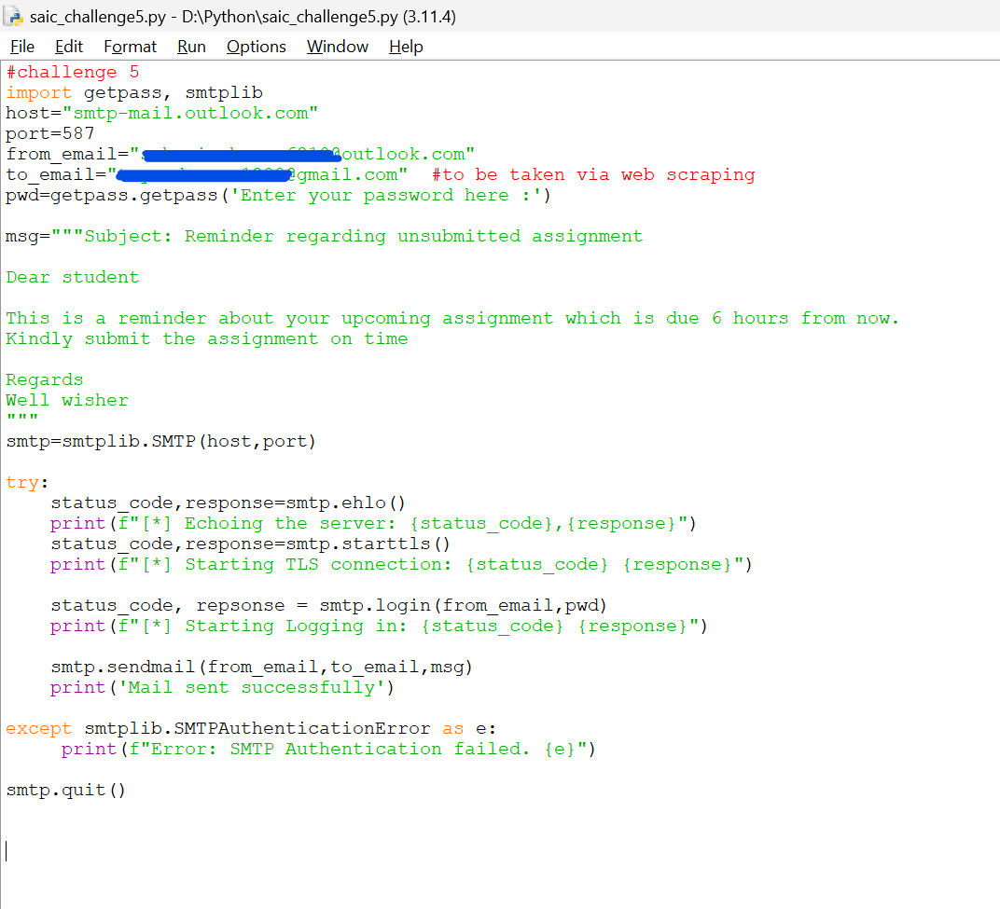 saic_challenge5.py - D:\Python\saic_challenge5.py (3.11.4)
File Edit Format Run Options Window Help
#challenge 5
import getpass, smtplib
host="smtp-mail.outlook.com"
port=587
from_email="@outlook.com"
to_email="@gmail.com"  #to be taken via web scraping
pwd=getpass.getpass('Enter your password here :')
msg="""Subject: Reminder regarding unsubmitted assignment
Dear student
This is a reminder about your upcoming assignment which is due 6 hours from now.
Kindly submit the assignment on time
Regards
Well wisher
"""
smtp=smtplib.SMTP(host,port)
try:
    status_code,response=smtp.ehlo()
    print(f"[*] Echoing the server: {status_code},{response}")
    status_code,response=smtp.starttls()
    print(f"[*] Starting TLS connection: {status_code} {response}")
    status_code, repsonse = smtp.login(from_email,pwd)
    print(f"[*] Starting Logging in: {status_code} {response}")
    smtp.sendmail(from_email,to_email,msg)
    print('Mail sent successfully')
except smtplib.SMTPAuthenticationError as e:
     print(f"Error: SMTP Authentication failed. {e}")
smtp.quit()